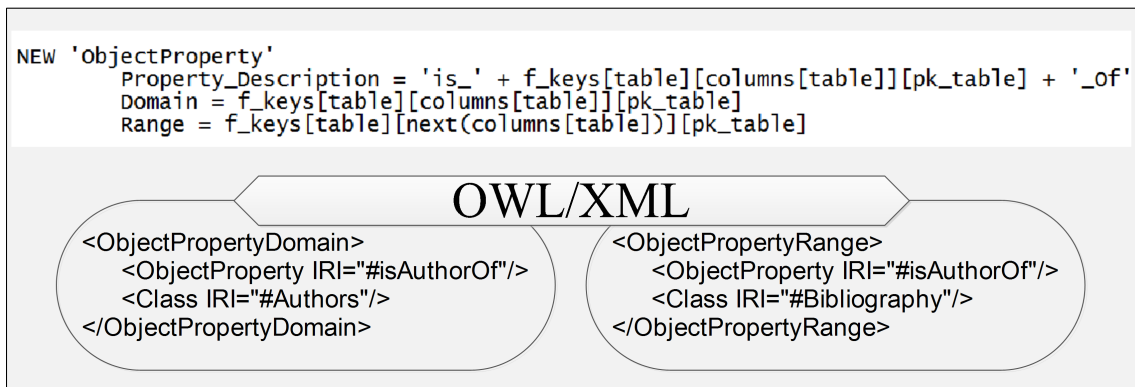 NEW 'ObjectProperty'
Property_Description = 'is_' + f_keys[table][columns[table]][pk_table] + '_Of'
Domain = f_keys[table][columns[table]][pk_table]
Range = f_keys[table][next(columns[table])][pk_table]
OWL/XML
<ObjectPropertyDomain>
<ObjectProperty IRI="#isAuthorOf"/>
<Class IRI="#Authors"/>
</ObjectPropertyDomain>
<ObjectPropertyRange>
<ObjectProperty IRI="#isAuthorOf"/>
<Class IRI="#Bibliography"/>
</ObjectPropertyRange>